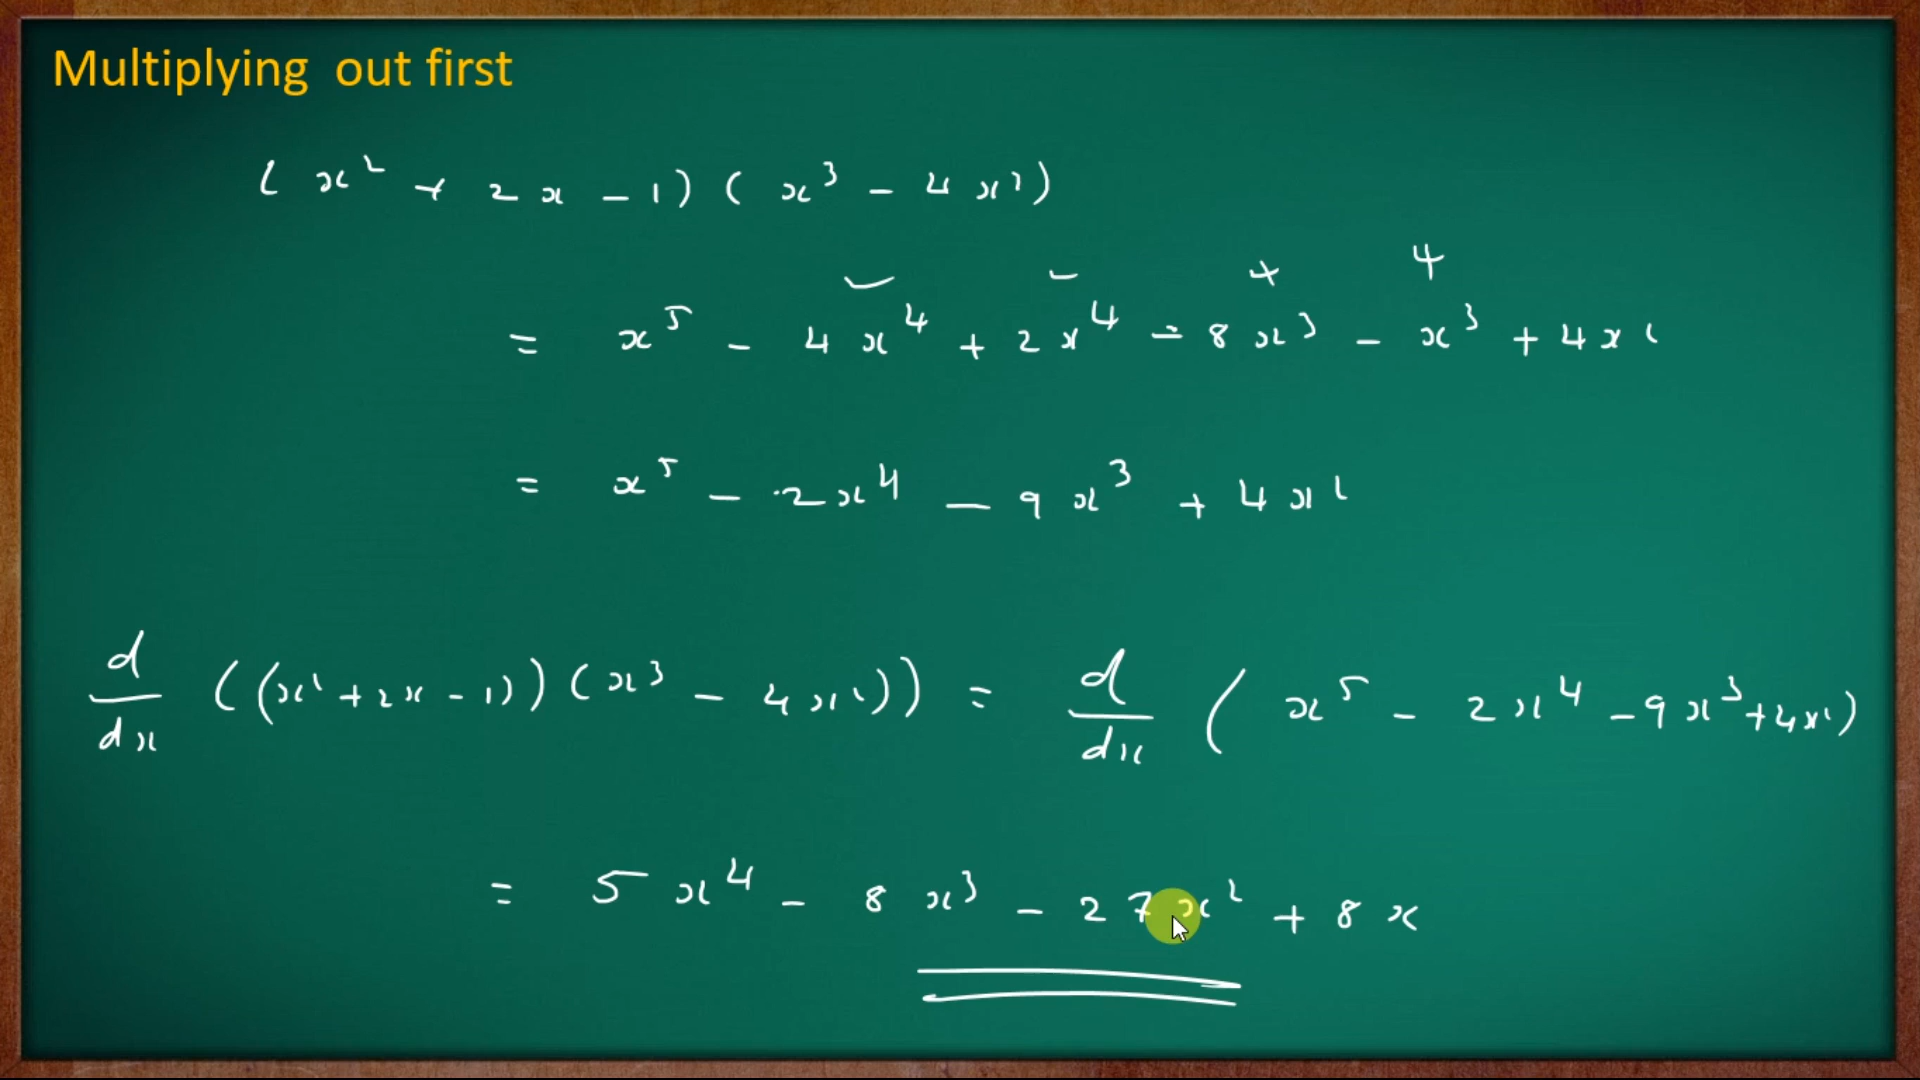 Multiplying out first
(x² + 2x - 1)(x³ - 4x²)
= x⁵ - 4x⁴ + 2x⁴ - 8x³ - x³ + 4x²
= x⁵ - 2x⁴ - 9x³ + 4x²
d/dx ((x² + 2x - 1))(x³ - 4x²)) = d/dx (x⁵ - 2x⁴ - 9x³ + 4x²)
= 5x⁴ - 8x³ - 27x² + 8x